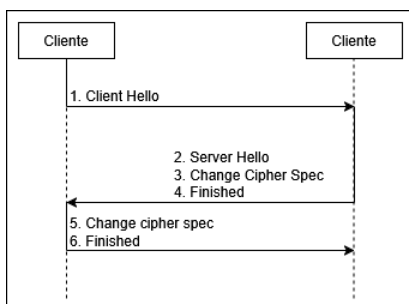 Cliente
Cliente
1. Client Hello
2. Server Hello
3. Change Cipher Spec
4. Finished
5. Change cipher spec
6. Finished